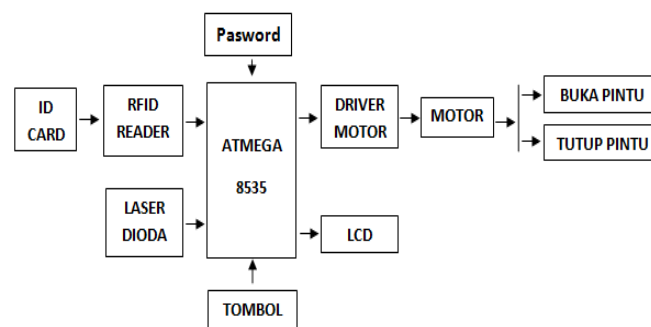 Pasword
ID
CARD
RFID
READER
ATMEGA
8535
DRIVER
MOTOR
MOTOR
BUKA PINTU
TUTUP PINTU
LASER
DIODA
LCD
TOMBOL